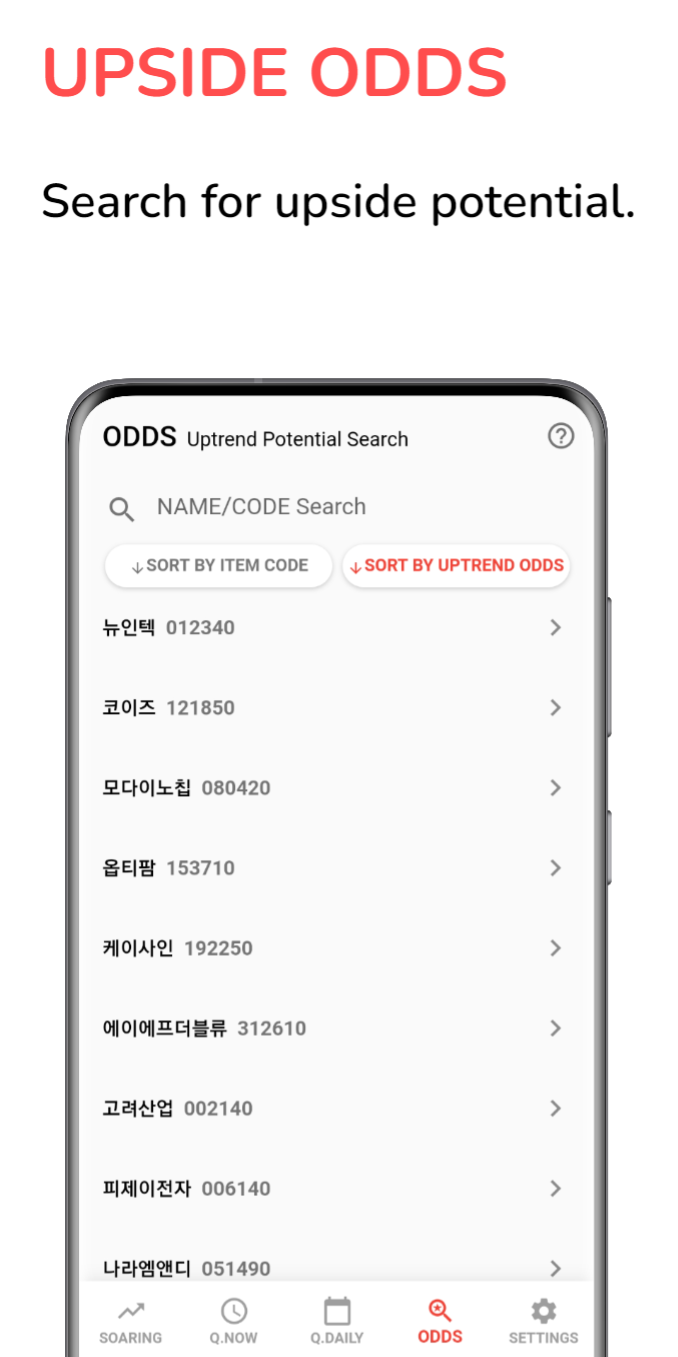 UPSIDE ODDS
Search for upside potential.
ODDS Uptrend Potential Search
NAME/CODE Search
↓SORT BY ITEM CODE ↓SORT BY UPTREND ODDS
뉴인텍 012340
코이즈 121850
모다이노칩 080420
옵티팜 153710
케이사인 192250
에이에프더블류 312610
고려산업 002140
피제이전자 006140
나라엠앤디 051490
SOARING Q.NOW Q.DAILY ODDS SETTINGS